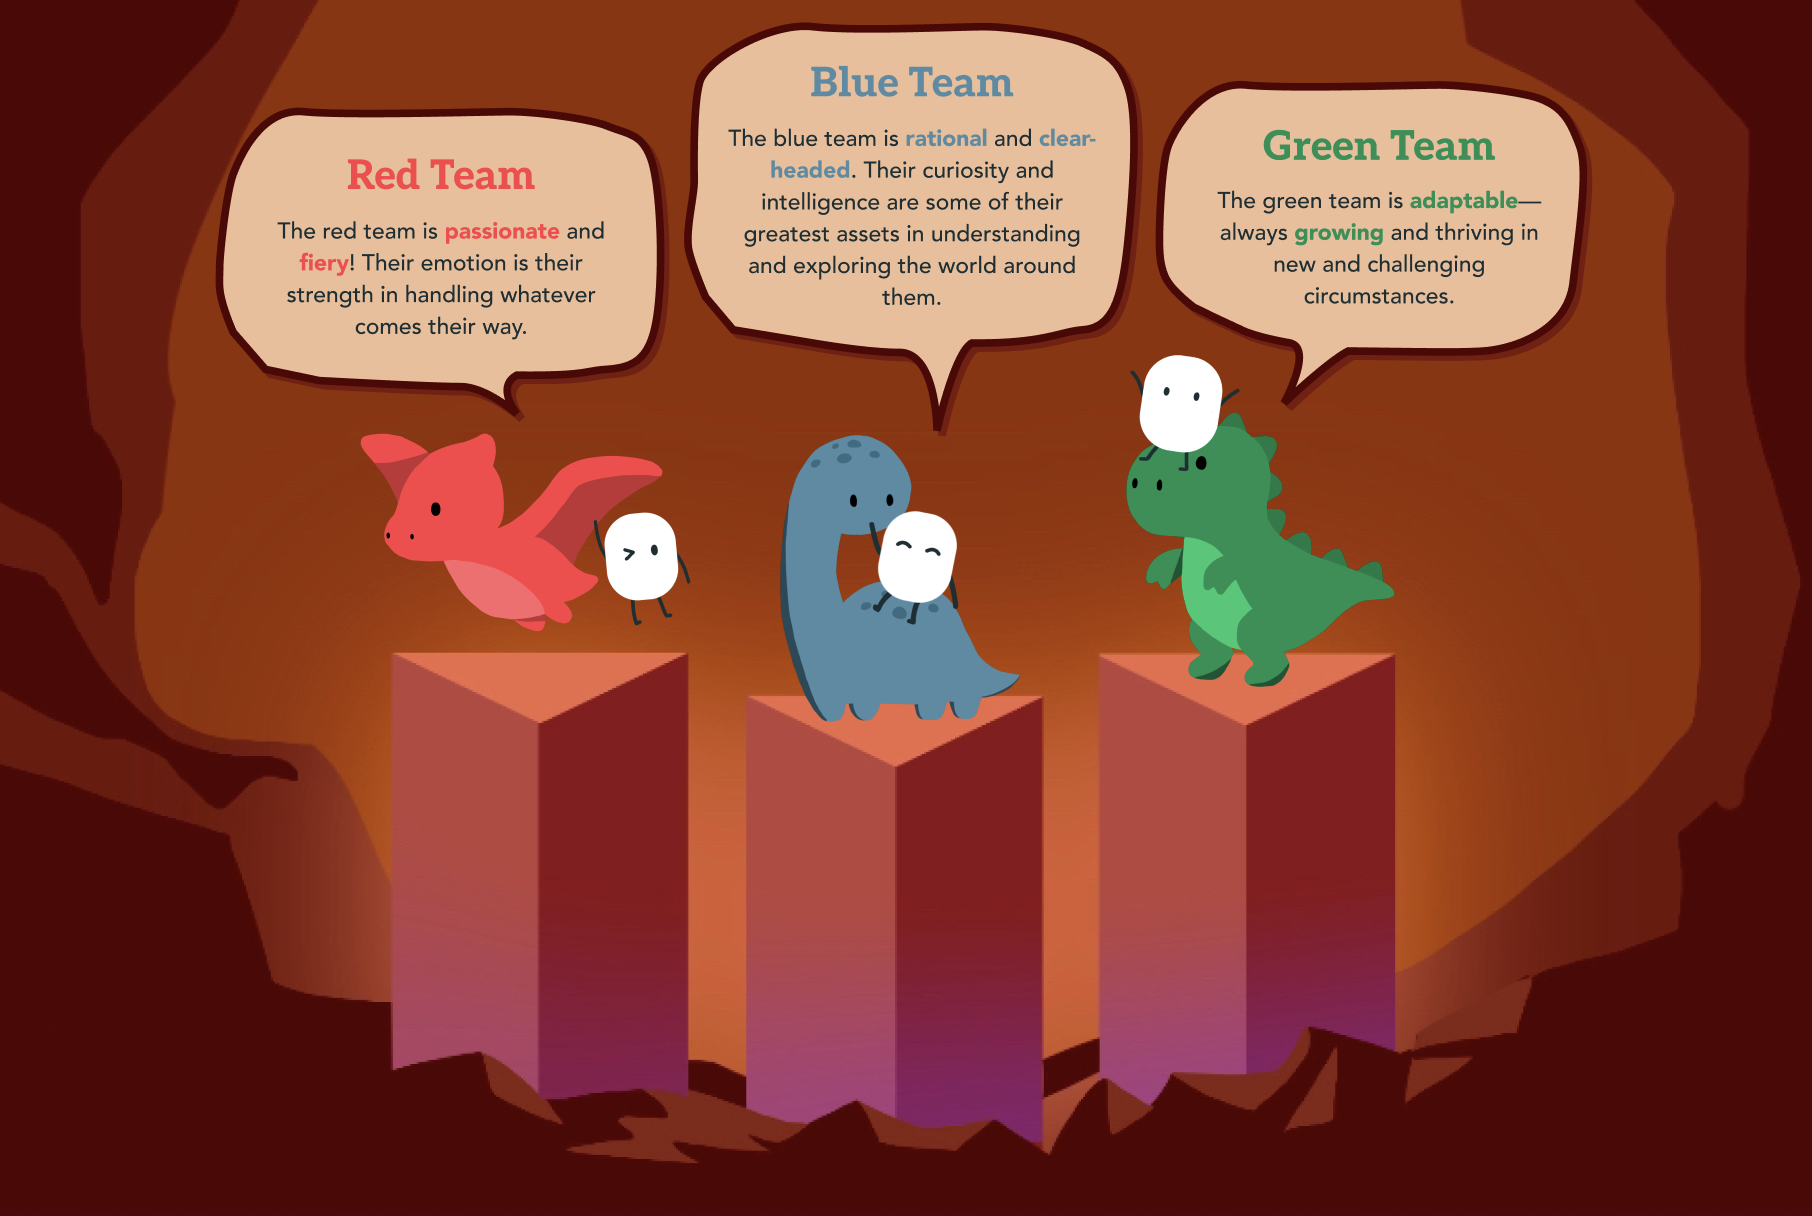 Red Team
The red team is passionate and
fiery! Their emotion is their
strength in handling whatever
comes their way.
Blue Team
The blue team is rational and clear-
headed. Their curiosity and
intelligence are some of their
greatest assets in understanding
and exploring the world around
them.
Green Team
The green team is adaptable—
always growing and thriving in
new and challenging
circumstances.